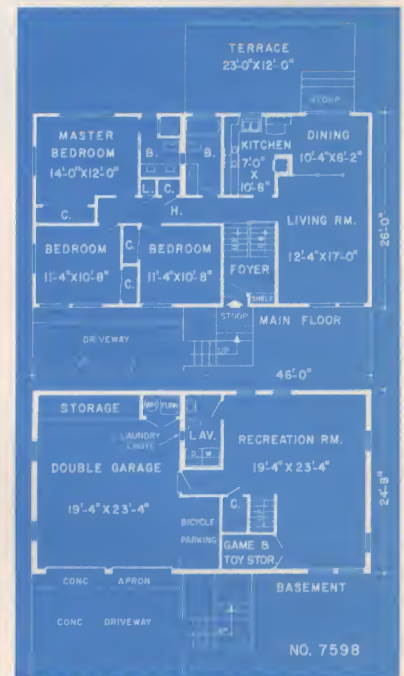 TERRACE
23'-0"X12'-0"
STOOP
MASTER
BEDROOM
14'-0"X12'-0"
B.
B.
KITCHEN
7'-0"
X
10'-8"
DINING
10'-4"X8'-2"
L.
C.
C.
H.
LIVING RM.
12'-4"X17'-0"
26'-0"
BEDROOM
11'-4"X10'-8"
C.
C.
BEDROOM
11'-4"X10'-8"
FOYER
SHELF
STOOP
UP
MAIN FLOOR
DRIVEWAY
46'-0"
STORAGE
LAUNDRY
CHUTE
LAV.
D.
W.
RECREATION RM.
19'-4"X23'-4"
DOUBLE GARAGE
19'-4"X23'-4"
24'-8"
C.
BICYCLE
PARKING
GAME &
TOY STOR.
CONC APRON
BASEMENT
CONC DRIVEWAY
UP
NO. 7598